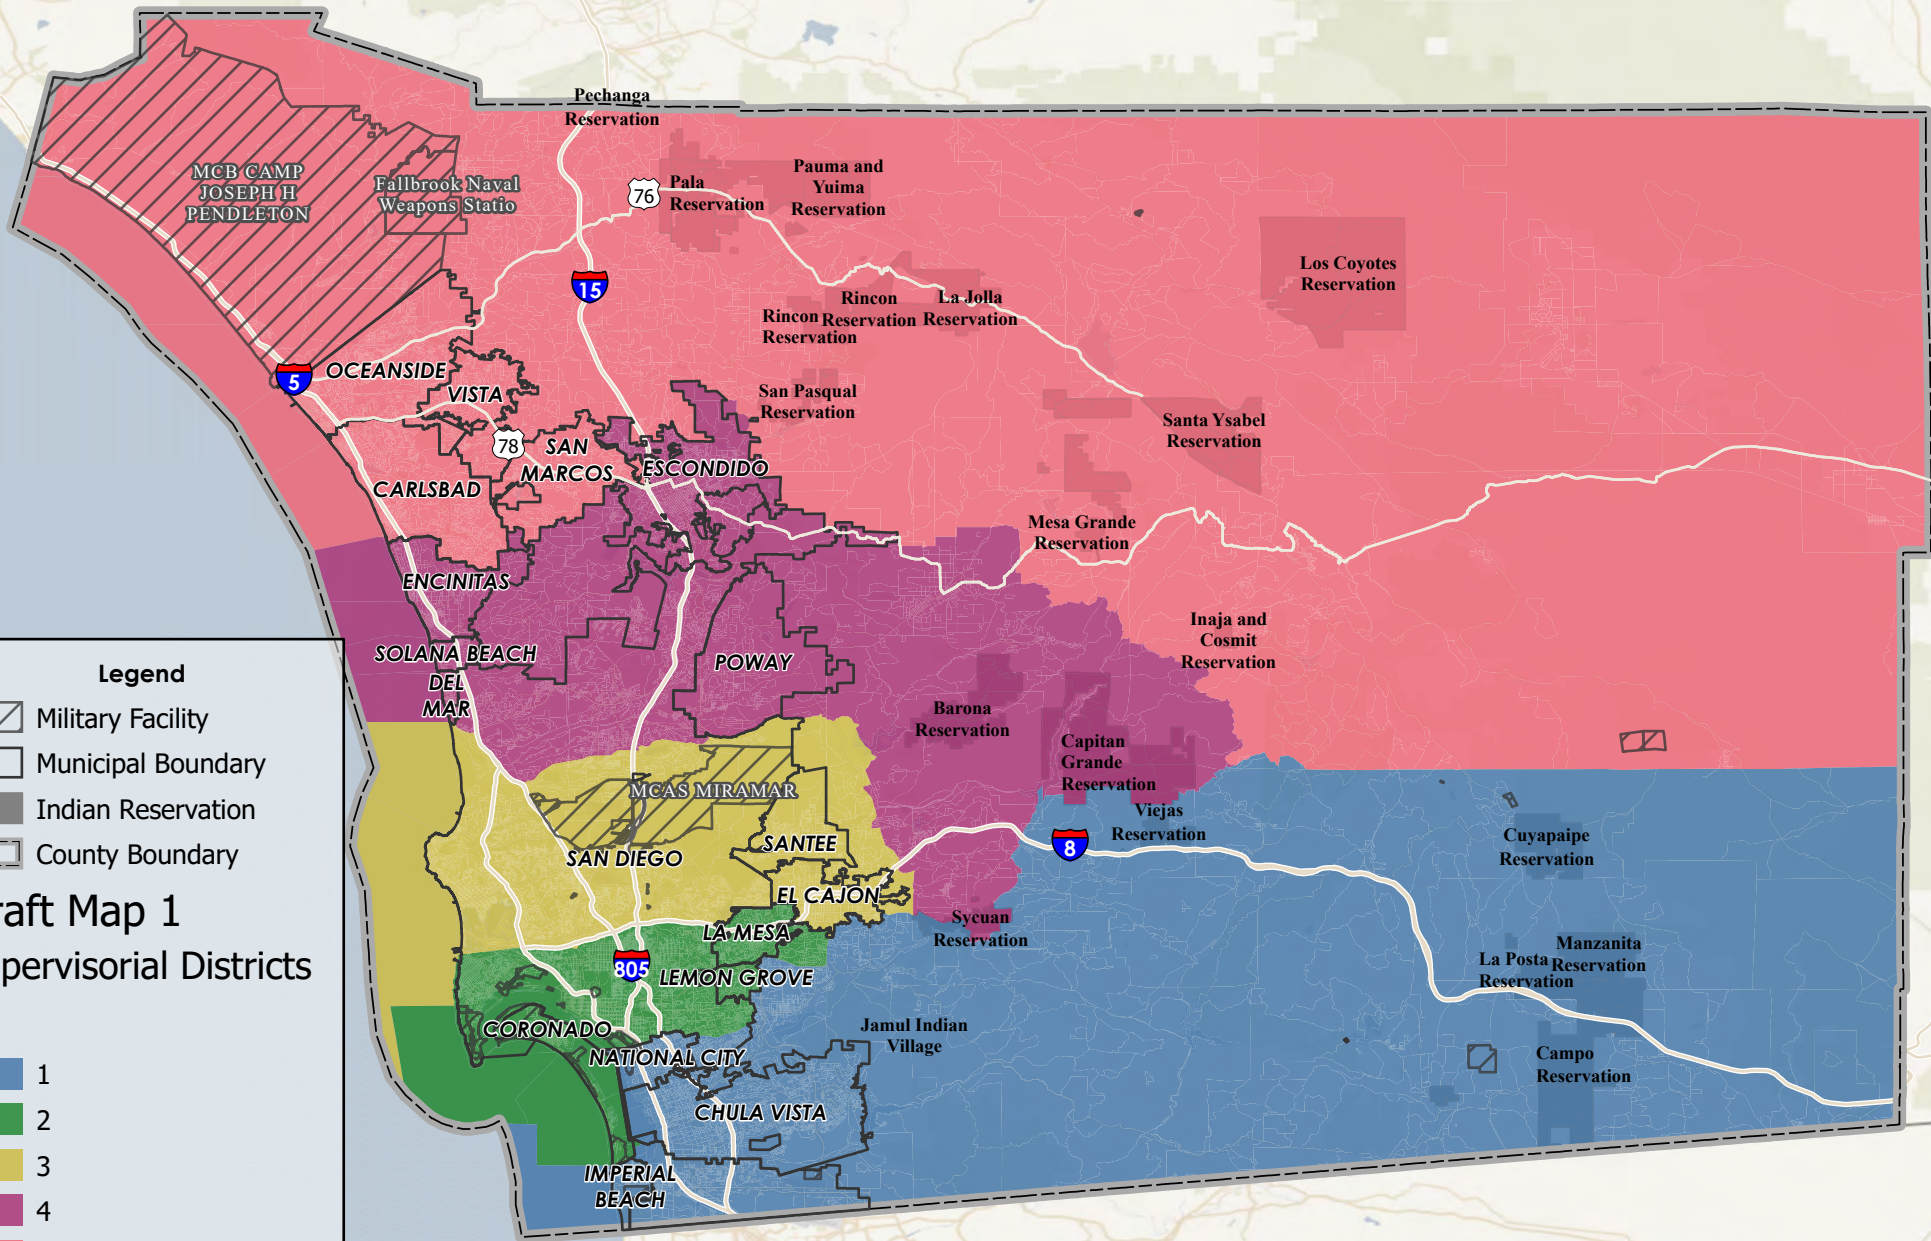 Pechanga
Reservation
MCB CAMP
JOSEPH H
PENDLETON
Fallbrook Naval
Weapons Statio
76
Pala
Reservation
Pauma and
Yuima
Reservation
Los Coyotes
Reservation
15
Rincon
Reservation
La Jolla
Reservation
Rincon
Reservation
5
OCEANSIDE
VISTA
San Pasqual
Reservation
Santa Ysabel
Reservation
78
SAN
MARCOS
ESCONDIDO
CARLSBAD
Mesa Grande
Reservation
ENCINITAS
Inaja and
Cosmit
Reservation
SOLANA BEACH
DEL
MAR
POWAY
Barona
Reservation
Capitan
Grande
Reservation
MCAS MIRAMAR
Viejas
Reservation
8
Cuyapaipe
Reservation
SAN DIEGO
SANTEE
EL CAJON
Sycuan
Reservation
LA MESA
805
LEMON GROVE
La Posta
Reservation
Manzanita
Reservation
CORONADO
NATIONAL CITY
Jamul Indian
Village
Campo
Reservation
CHULA VISTA
IMPERIAL
BEACH
Legend
Military Facility
Municipal Boundary
Indian Reservation
County Boundary
raft Map 1
pervisorial Districts
1
2
3
4